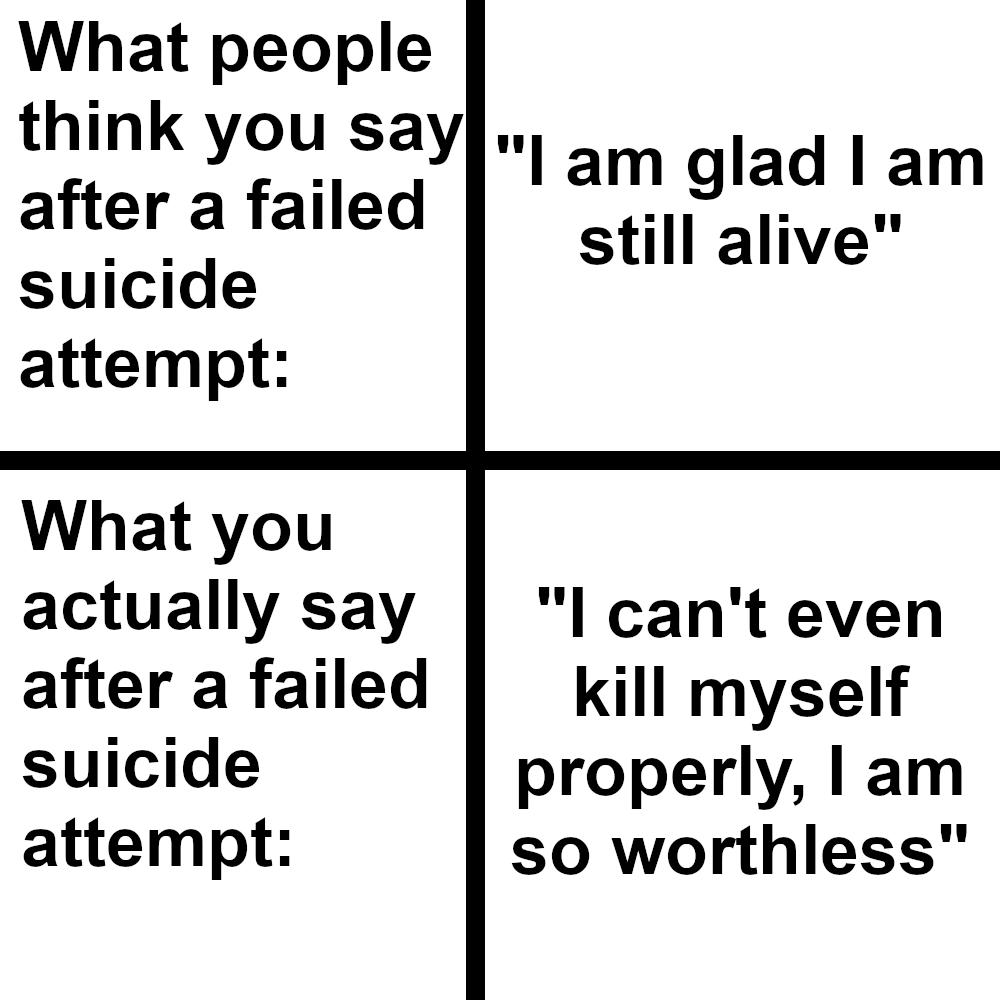 What people
think you say
after a failed
suicide
attempt:
"I am glad I am
still alive"
What you
actually say
after a failed
suicide
attempt:
"I can't even
kill myself
properly, I am
so worthless"